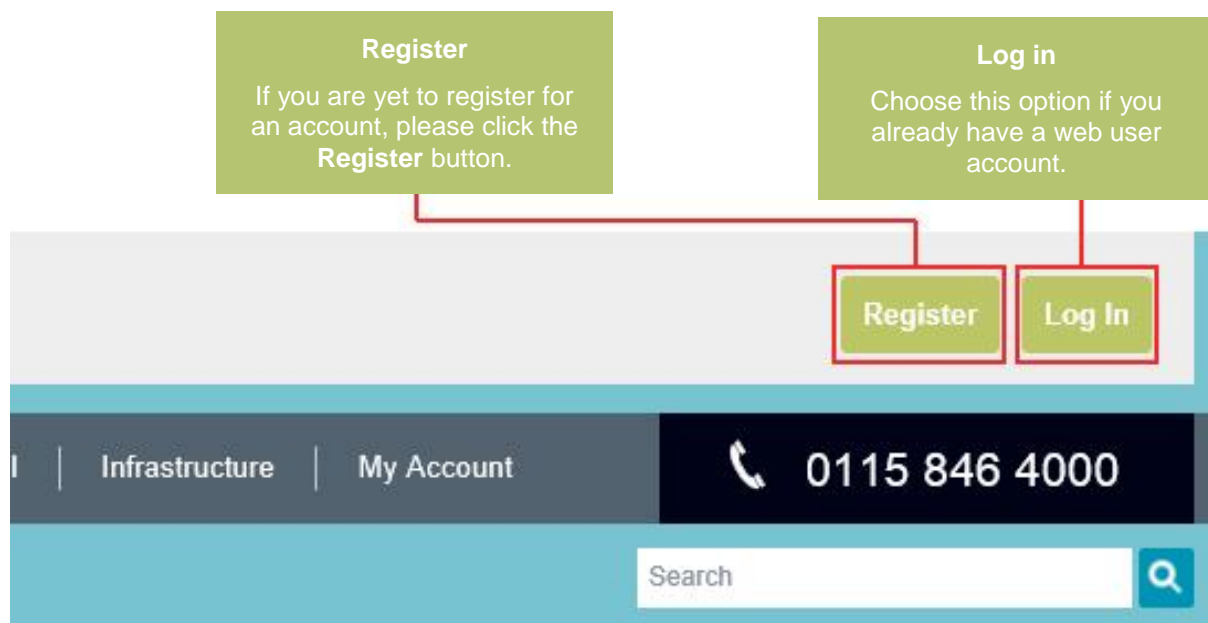 Register
If you are yet to register for
an account, please click the
Register button.
Log in
Choose this option if you
already have a web user
account.
Register
Log In
Infrastructure
My Account
0115 846 4000
Search